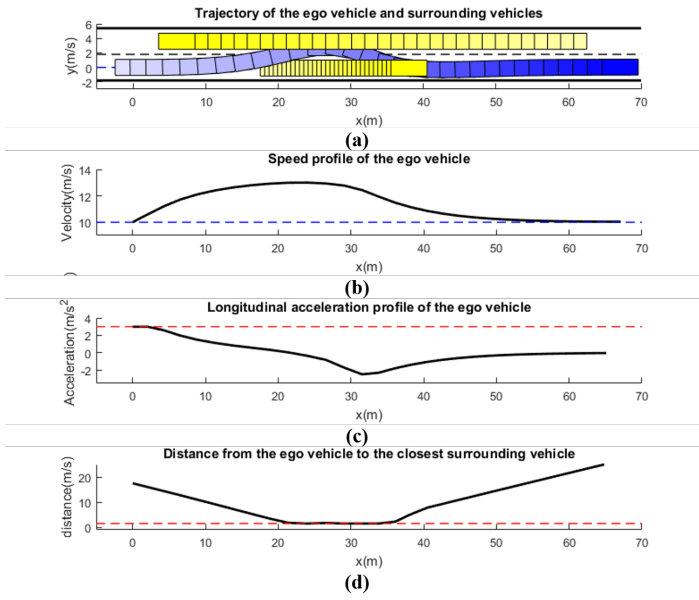 Trajectory of the ego vehicle and surrounding vehicles
y(m/s)
6
4
2
0
-2
0 10 20 30 40 50 60 70
x(m)
(a)
Speed profile of the ego vehicle
Velocity(m/s)
14
12
10
0 10 20 30 40 50 60 70
x(m)
)
(b)
Longitudinal acceleration profile of the ego vehicle
Acceleration(m/s2
4
2
0
-2
0 10 20 30 40 50 60 70
x(m)
(c)
Distance from the ego vehicle to the closest surrounding vehicle
distance(m/s)
20
10
0
0 10 20 30 40 50 60 70
x(m)
(d)